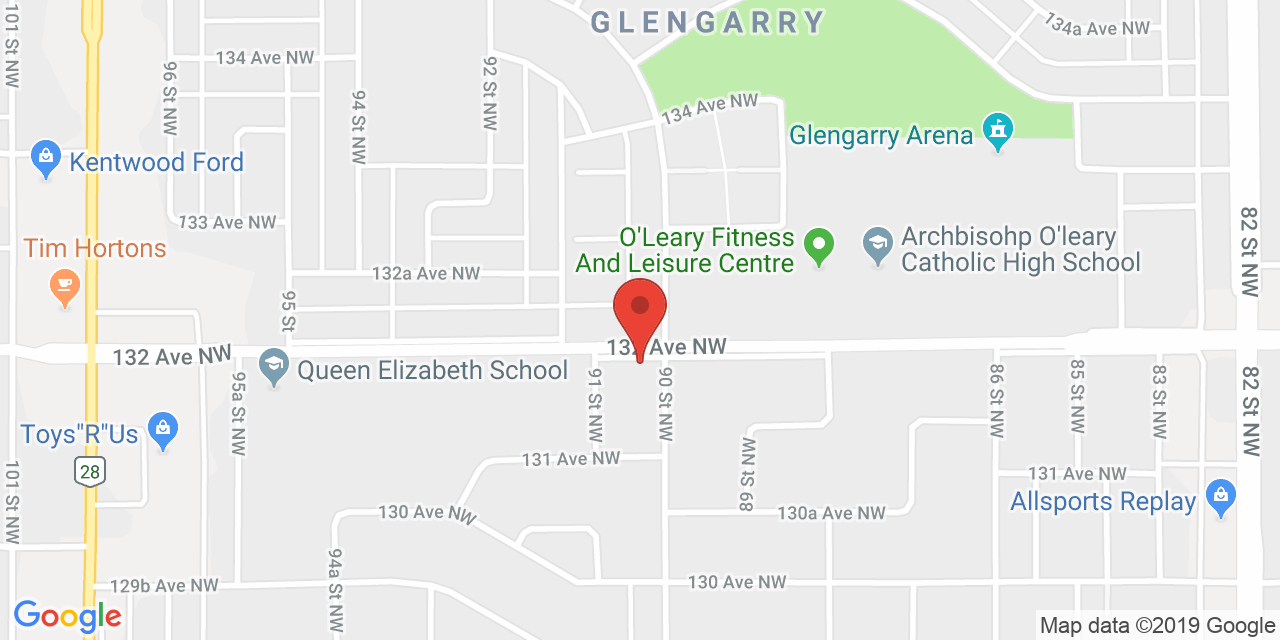 GLENGARRY
101 St NW
134a Ave NW
134 Ave NW
96 St NW
94 St NW
92 St NW
134 Ave NW
Glengarry Arena
Kentwood Ford
133 Ave NW
Tim Hortons
132a Ave NW
O'Leary Fitness
And Leisure Centre
Archbisohp O'leary
Catholic High School
82 St NW
95 St
132 Ave NW
132 Ave NW
Queen Elizabeth School
95a St NW
91 St NW
90 St NW
86 St NW
85 St NW
83 St NW
82 St NW
Toys"R"Us
28
101 St NW
131 Ave NW
89 St NW
131 Ave NW
Allsports Replay
130 Ave NW
130a Ave NW
94a St NW
129b Ave NW
130 Ave NW
Google
Map data ©2019 Google